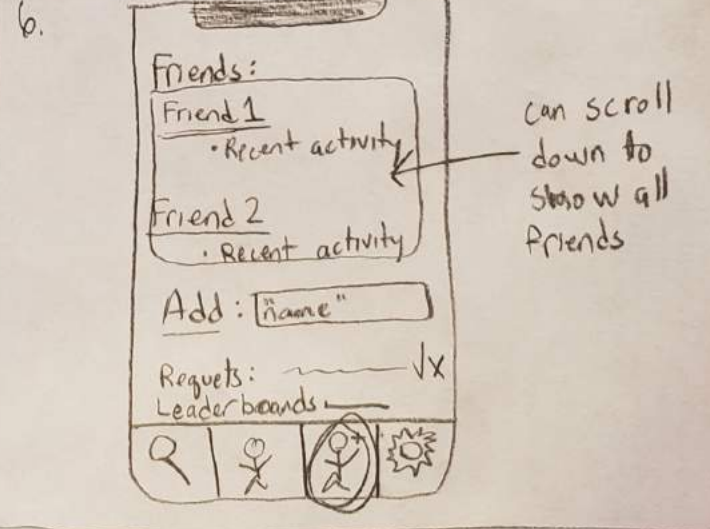 6.
Friends:
Friend 1
• Recent activity
Friend 2
• Recent activity
can scroll
down to
show all
friends
Add: "name"
Requets: √x
Leaderboards